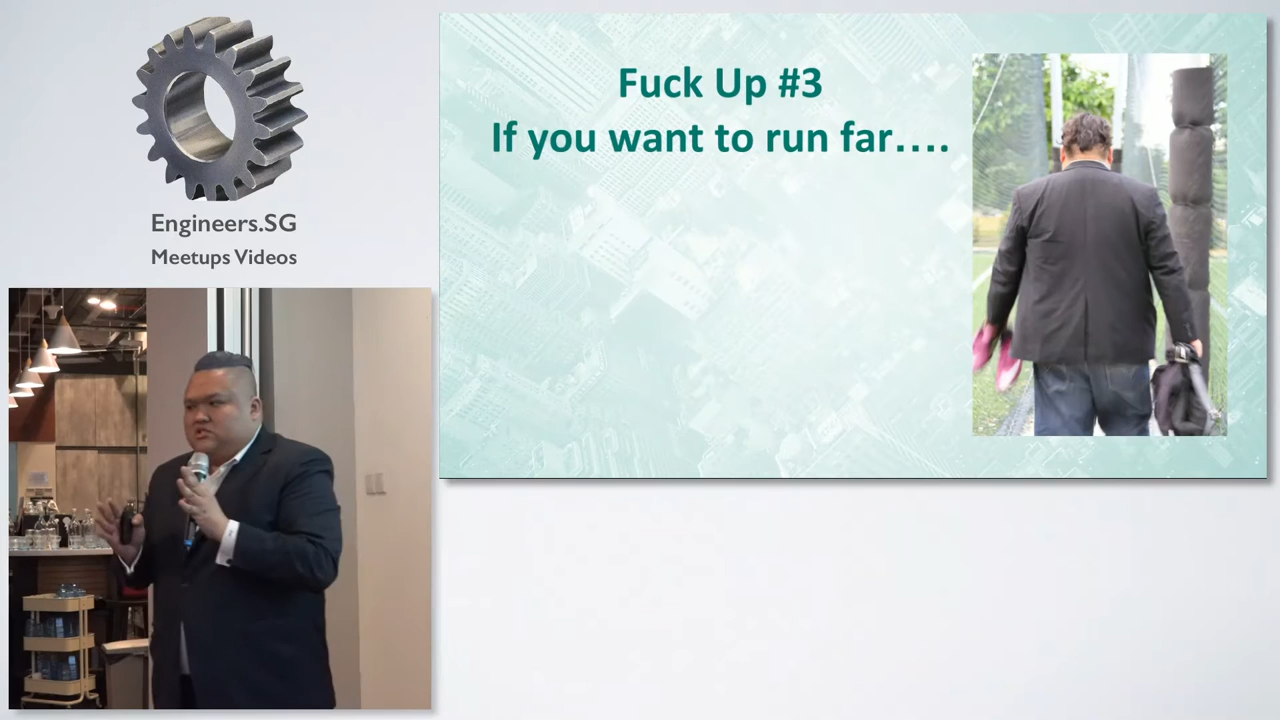 Engineers.SG
Meetups Videos
Fuck Up #3
If you want to run far....